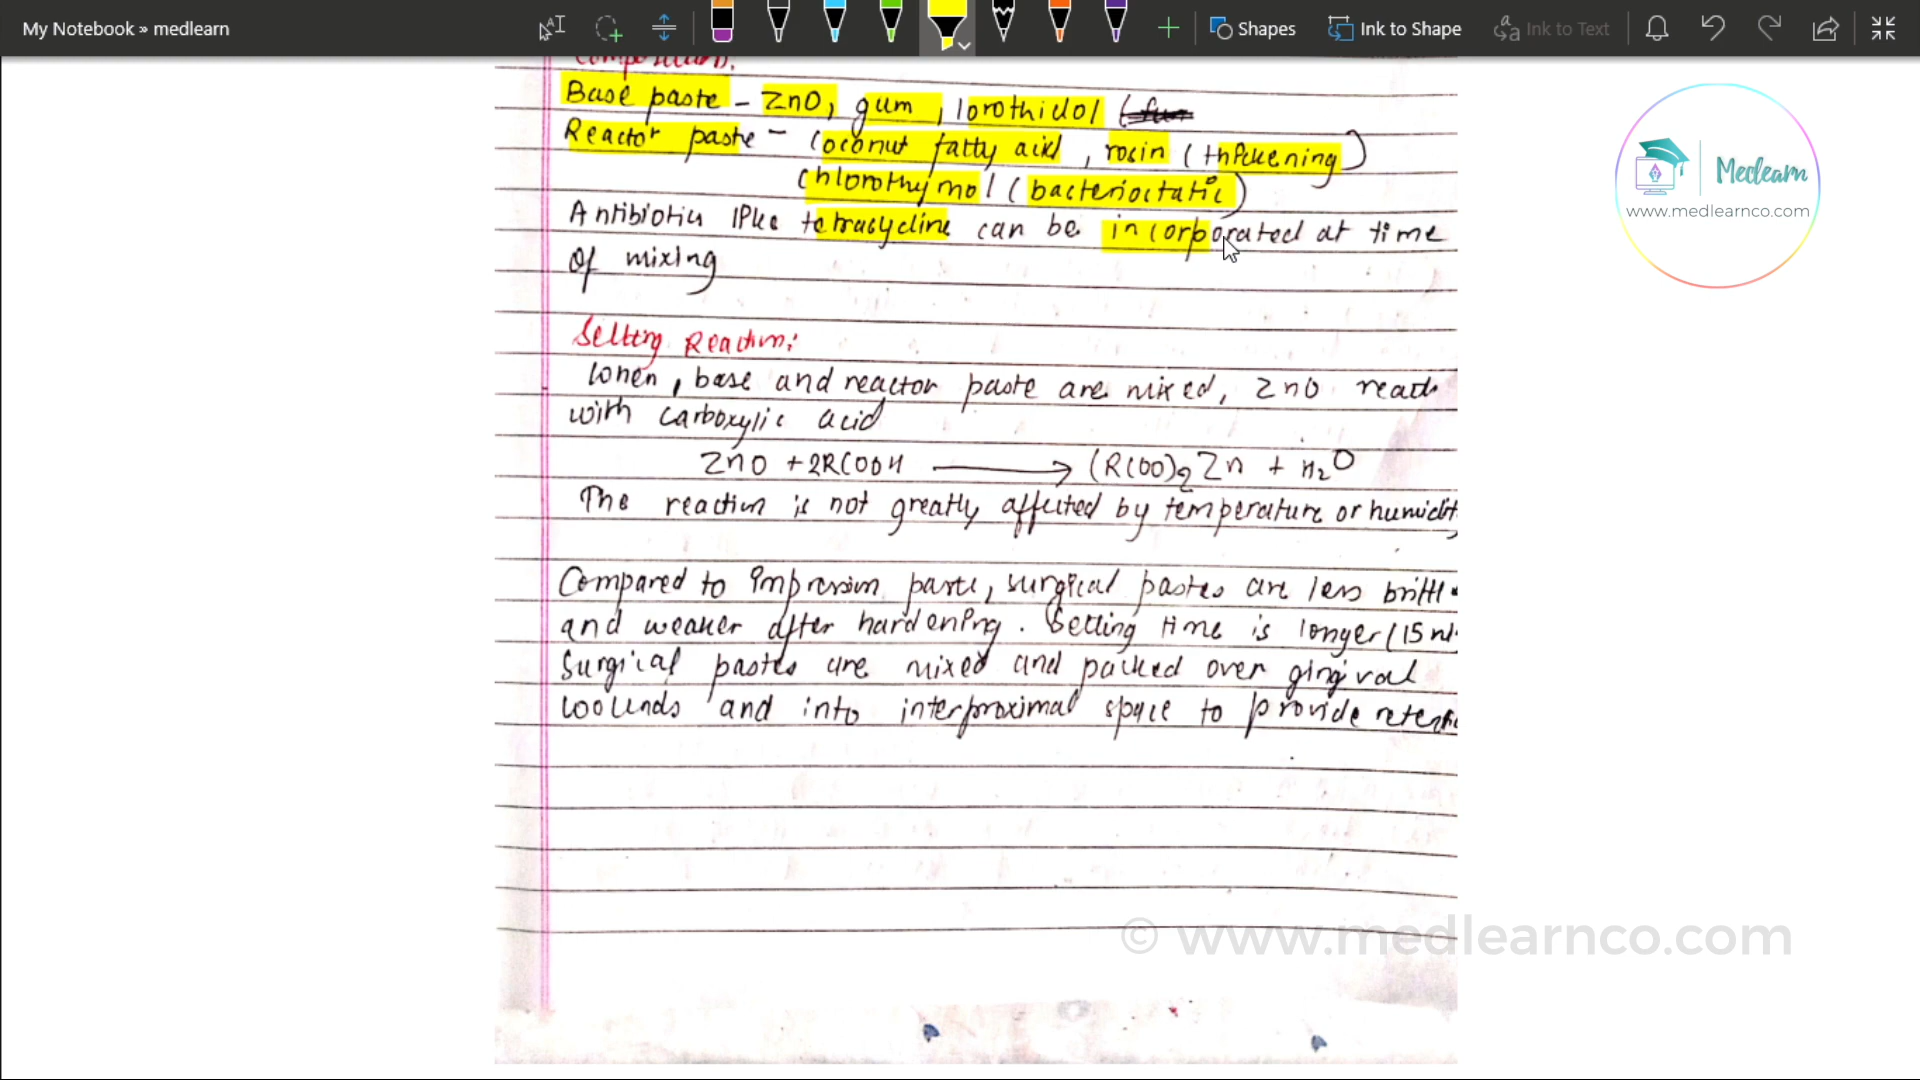 My Notebook » medlearn
Shapes
Ink to Shape
Ink to Text
Composition:
Base paste - ZnO, gum, lorothidol
Reactor paste - Coconut fatty acid, rosin (thickening)
Chlorothymol (bacteriostatic)
Antibiotics like tetracycline can be incorporated at time
of mixing
Setting Reaction:
When, base and reactor paste are mixed, ZnO reacts
with carboxylic acid
ZnO + 2RCOOH → (RCOO)₂Zn + H₂O
The reaction is not greatly affected by temperature or humidity
Compared to impression paste, surgical pastes are less brittle
and weaker after hardening. Setting time is longer (15
Surgical pastes are mixed and packed over gingival
wounds and into interproximal space to provide
Medlearn
www.medlearnco.com
© www.medlearnco.com